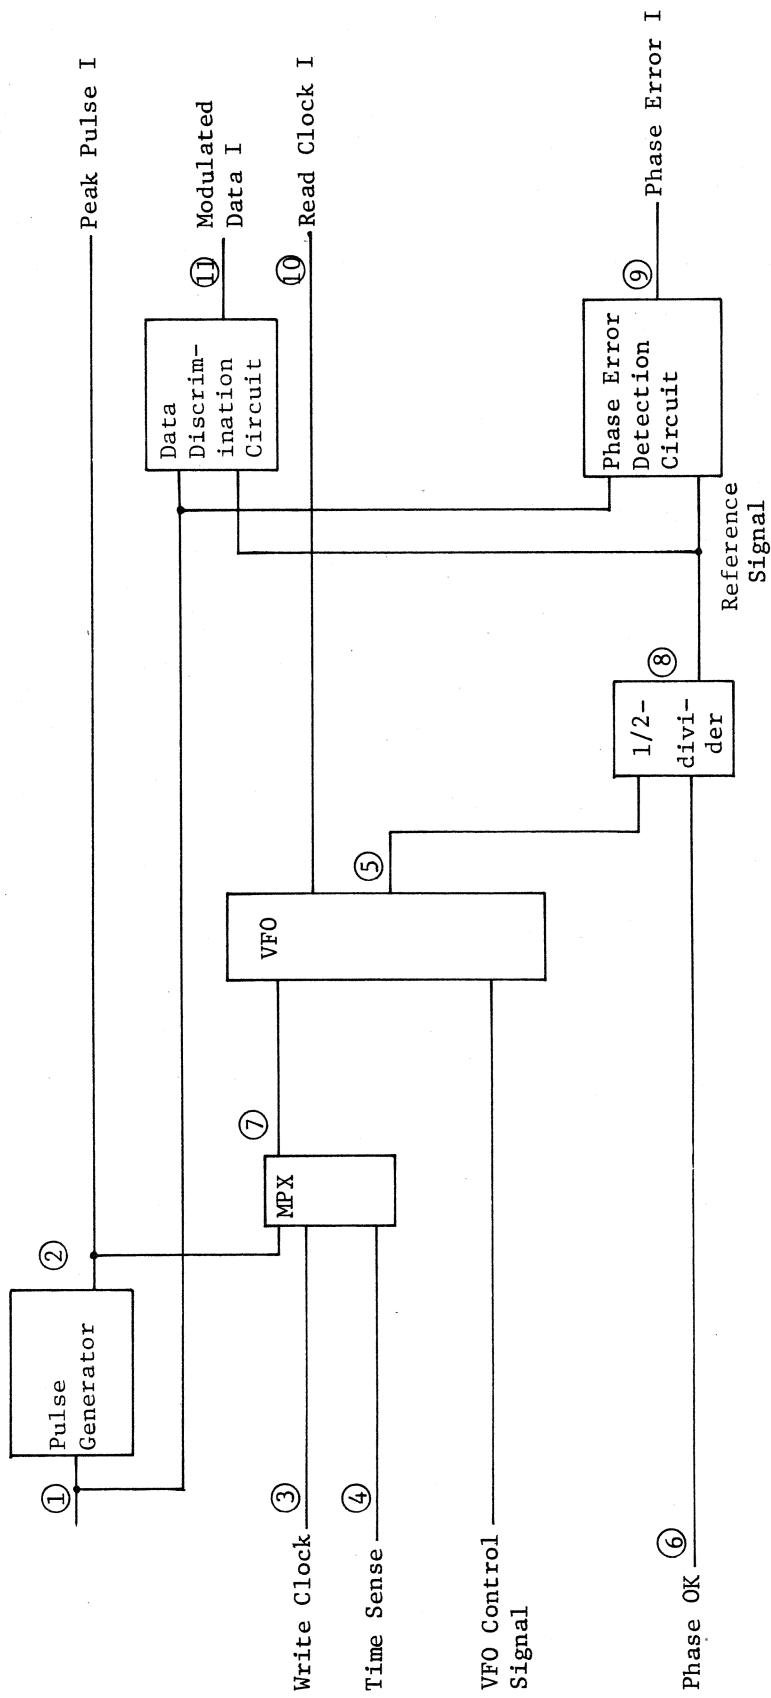 Peak Pulse I
②
Pulse
Generator
①
Modulated
Data I
⑪
Data
Discrim-
ination
Circuit
Read Clock I
⑩
VFO
⑤
⑦
MPX
③
Write Clock
④
Time Sense
VFO Control
Signal
Phase Error I
⑨
Phase Error
Detection
Circuit
Reference
Signal
⑧
1/2-
divi-
der
⑥
Phase OK